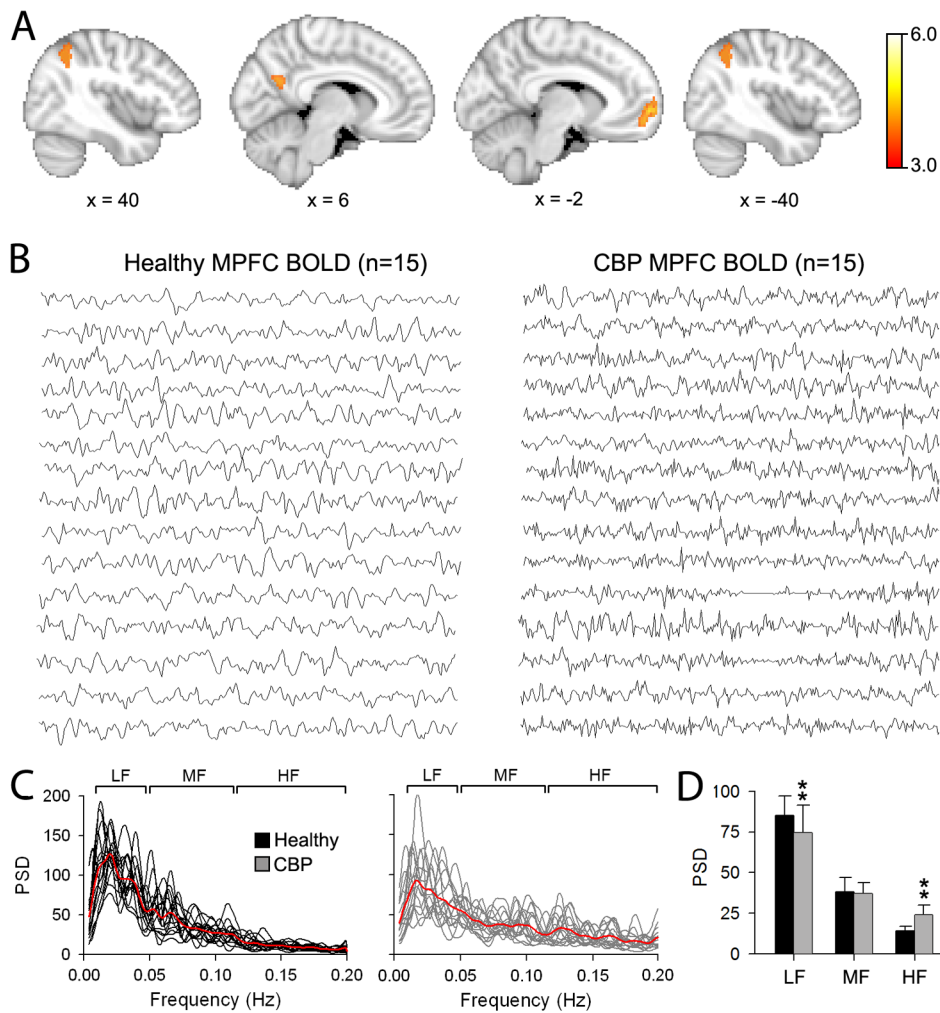 A
6.0
3.0
x = 40
x = 6
x = -2
x = -40
B
Healthy MPFC BOLD (n=15)
CBP MPFC BOLD (n=15)
C
LF MF HF
LF MF HF
200
150
100
50
0
PSD
Healthy
CBP
0.00 0.05 0.10 0.15 0.20
0.00 0.05 0.10 0.15 0.20
Frequency (Hz)
Frequency (Hz)
D
100
75
50
25
0
PSD
**
**
LF MF HF